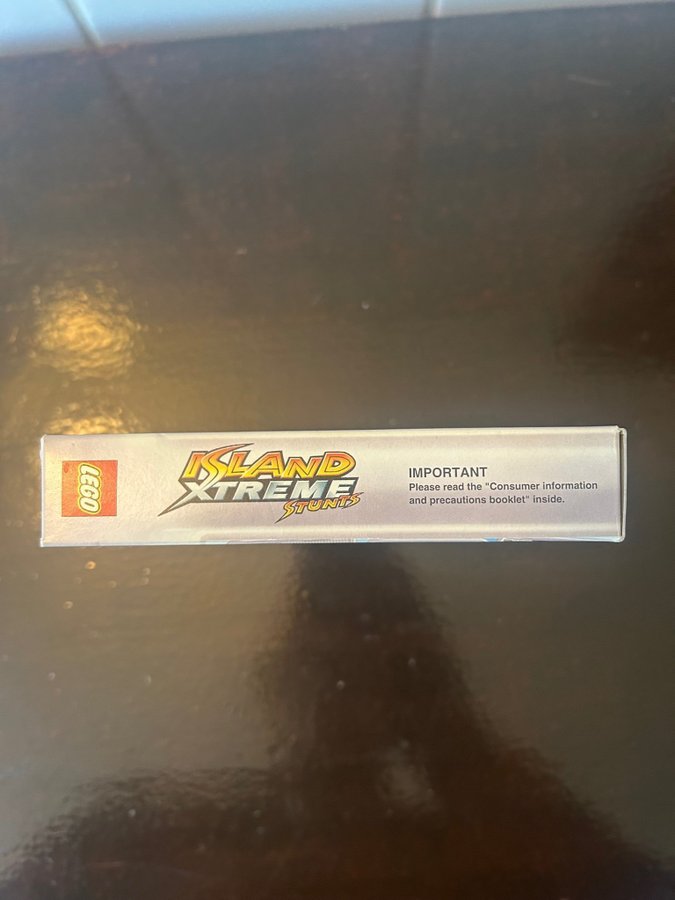 LEGO
ISLAND
XTREME
STUNTS
IMPORTANT
Please read the "Consumer information
and precautions booklet" inside.